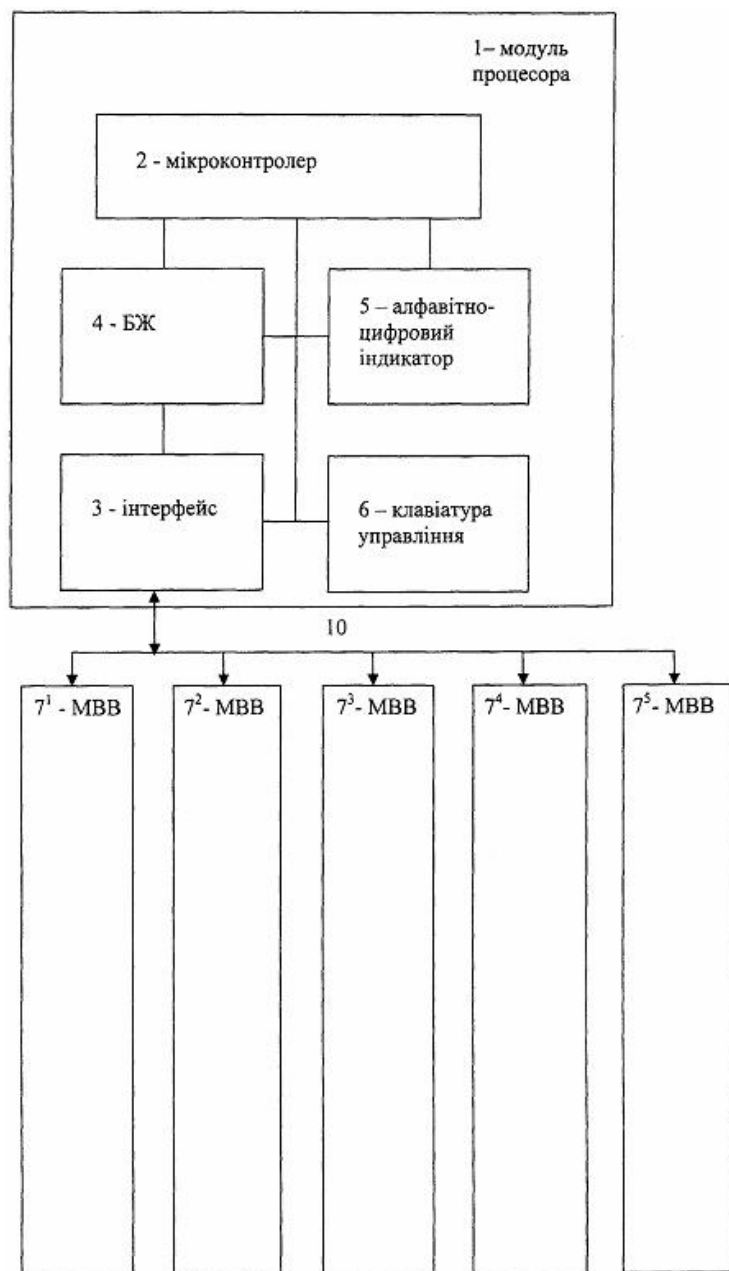 1– модуль
процесора
2 - мікроконтролер
4 - БЖ
5 – алфавітно-
цифровий
індикатор
3 - інтерфейс
6 – клавіатура
управління
10
7¹ - МВВ
7²- МВВ
7³- МВВ
7⁴- МВВ
7⁵- МВВ